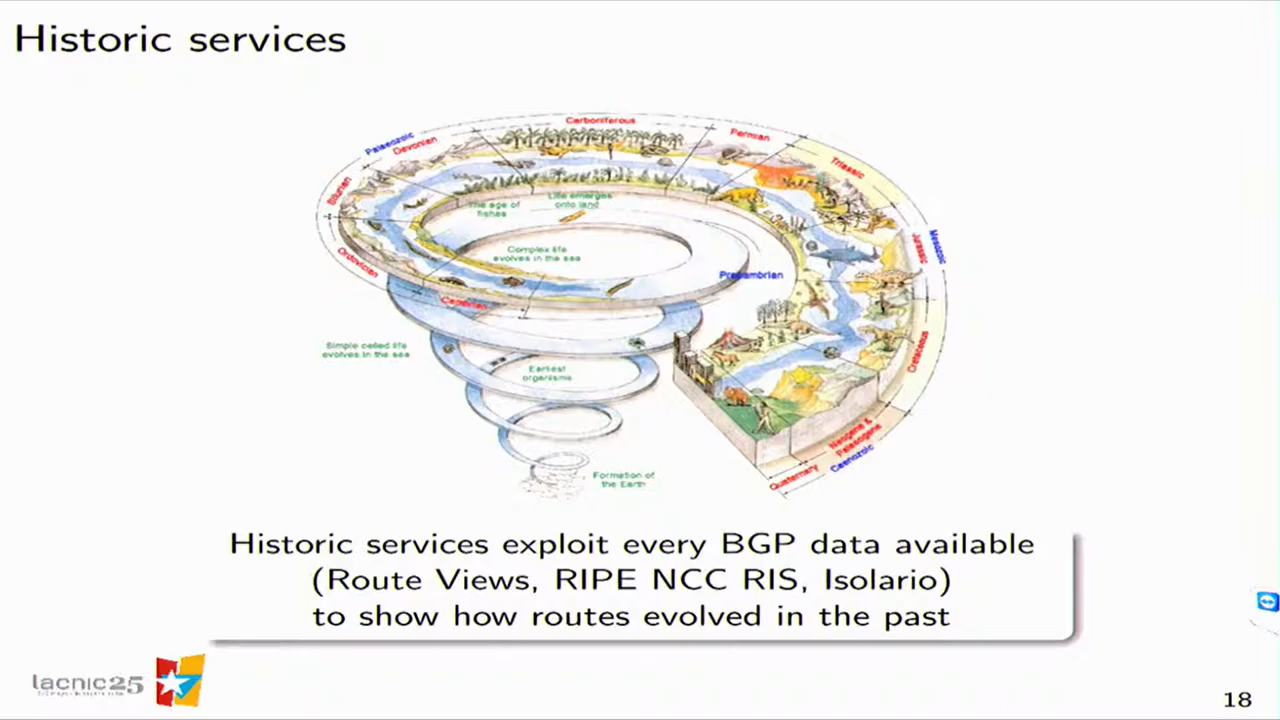 Historic services
Carboniferous
Permian
Palaeozoic
Devonian
Triassic
Silurian
The age of
fishes
Life emerges
onto land
Mesozoic
Jurassic
Ordovician
Complex life
evolves in the sea
Precambrian
Cambrian
Simple celled life
evolves in the sea
Cretaceous
Earliest
organisms
Neogene &
Palaeogene
Caenozoic
Quaternary
Formation of
the Earth
Historic services exploit every BGP data available
(Route Views, RIPE NCC RIS, Isolario)
to show how routes evolved in the past
lacnic25
18